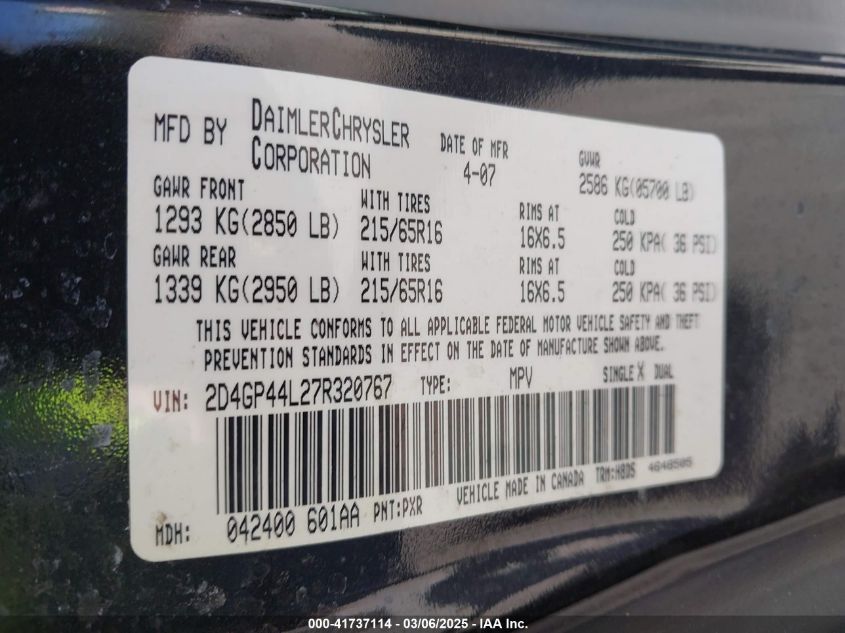 MFD BY DAIMLERCHRYSLER CORPORATION DATE OF MFR 4-07 GVWR 2586 KG(05700 LB)
GAWR FRONT WITH TIRES RIMS AT COLD
1293 KG(2850 LB) 215/65R16 16X6.5 250 KPA( 36 PSI)
GAWR REAR WITH TIRES RIMS AT COLD
1339 KG(2950 LB) 215/65R16 16X6.5 250 KPA( 36 PSI)
THIS VEHICLE CONFORMS TO ALL APPLICABLE FEDERAL MOTOR VEHICLE SAFETY AND THEFT
PREVENTION STANDARDS IN EFFECT ON THE DATE OF MANUFACTURE SHOWN ABOVE.
VIN: 2D4GP44L27R320767 TYPE: MPV SINGLE X DUAL
MDH: 042400 601AA PNT:PXR VEHICLE MADE IN CANADA TRM:H8D5 4648505
000-41737114 - 03/06/2025 - IAA Inc.